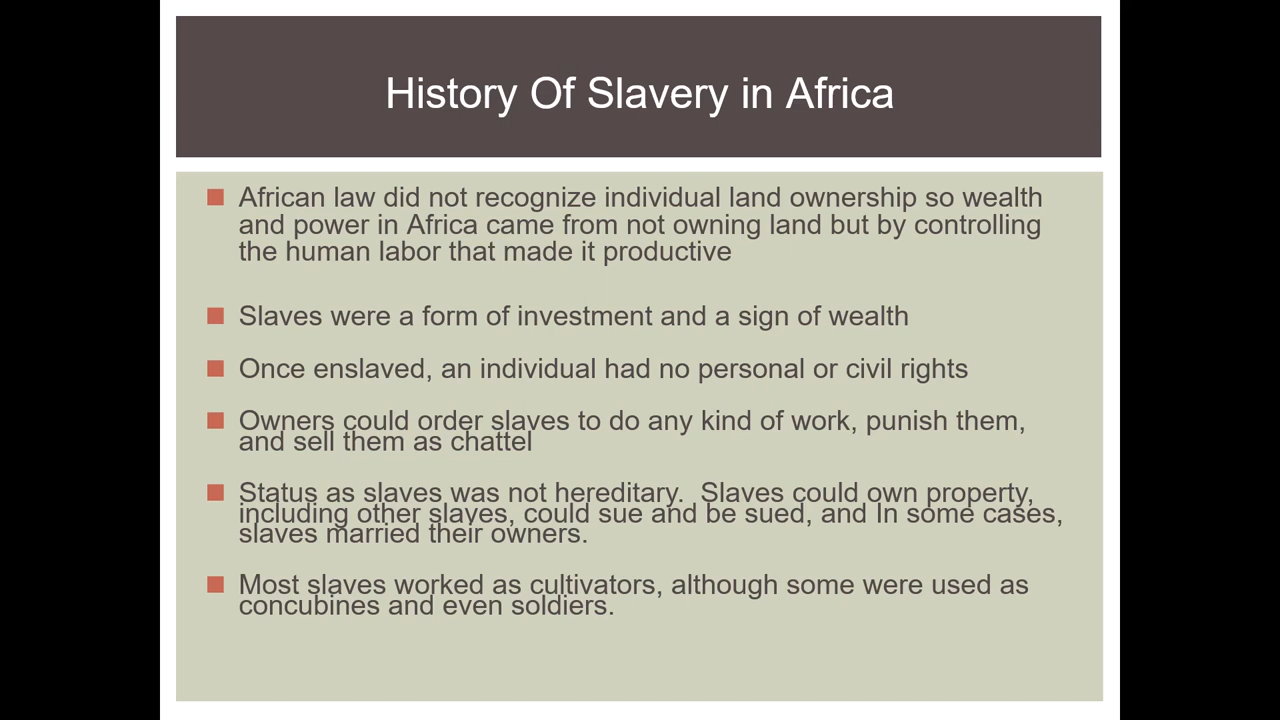 History Of Slavery in Africa
African law did not recognize individual land ownership so wealth
and power in Africa came from not owning land but by controlling
the human labor that made it productive
Slaves were a form of investment and a sign of wealth
Once enslaved, an individual had no personal or civil rights
Owners could order slaves to do any kind of work, punish them,
and sell them as chattel
Status as slaves was not hereditary.  Slaves could own property,
including other slaves, could sue and be sued, and In some cases,
slaves married their owners.
Most slaves worked as cultivators, although some were used as
concubines and even soldiers.